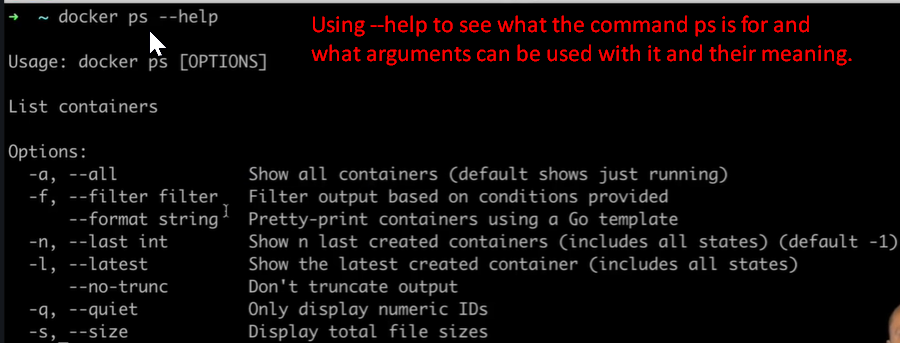 ➜ ~ docker ps --help
Using --help to see what the command ps is for and
what arguments can be used with it and their meaning.
Usage: docker ps [OPTIONS]
List containers
Options:
-a, --all Show all containers (default shows just running)
-f, --filter filter Filter output based on conditions provided
--format string Pretty-print containers using a Go template
-n, --last int Show n last created containers (includes all states) (default -1)
-l, --latest Show the latest created container (includes all states)
--no-trunc Don't truncate output
-q, --quiet Only display numeric IDs
-s, --size Display total file sizes